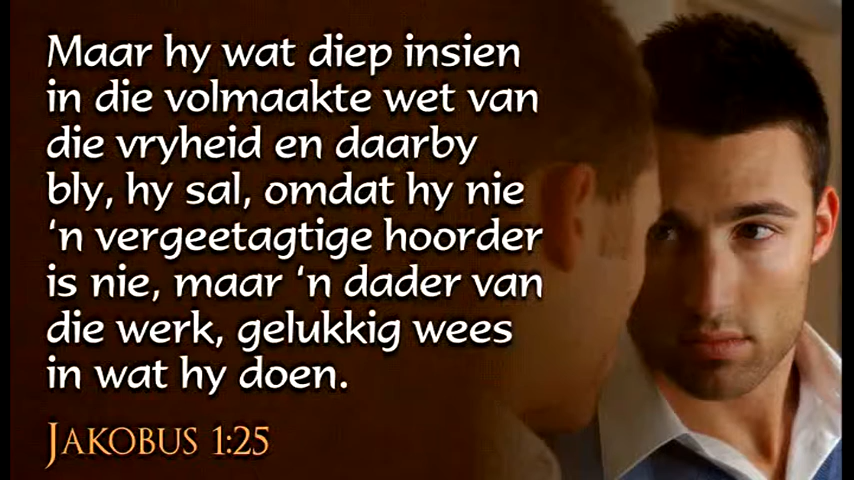 Maar hy wat diep insien
in die volmaakte wet van
die vryheid en daarby
bly, hy sal, omdat hy nie
‘n vergeetagtige hoorder
is nie, maar ‘n dader van
die werk, gelukkig wees
in wat hy doen.
JAKOBUS 1:25